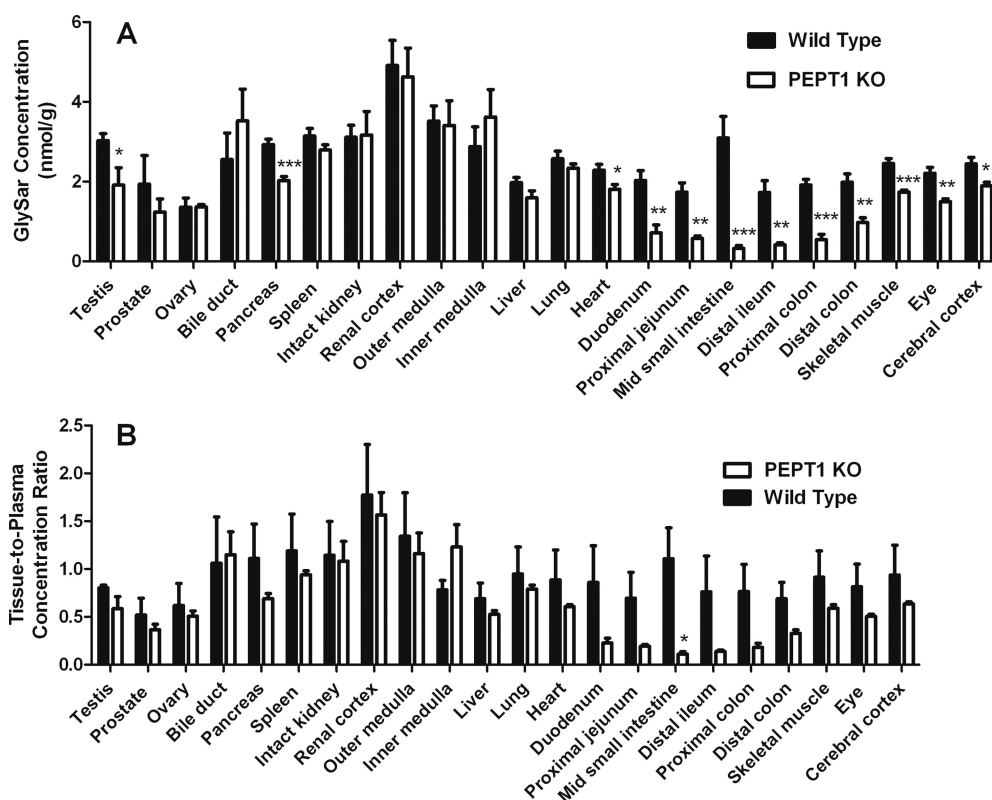 A
Wild Type
PEPT1 KO
GlySar Concentration
(nmol/g)
6
4
2
0
*
***
*
**
**
***
**
***
**
***
**
*
Testis
Prostate
Ovary
Bile duct
Pancreas
Spleen
Intact kidney
Renal cortex
Outer medulla
Inner medulla
Liver
Lung
Heart
Duodenum
Proximal jejunum
Mid small intestine
Distal ileum
Proximal colon
Distal colon
Skeletal muscle
Eye
Cerebral cortex
B
PEPT1 KO
Wild Type
Tissue-to-Plasma
Concentration Ratio
2.5
2.0
1.5
1.0
0.5
0.0
*
Testis
Prostate
Ovary
Bile duct
Pancreas
Spleen
Intact kidney
Renal cortex
Outer medulla
Inner medulla
Liver
Lung
Heart
Duodenum
Proximal jejunum
Mid small intestine
Distal ileum
Proximal colon
Distal colon
Skeletal muscle
Eye
Cerebral cortex